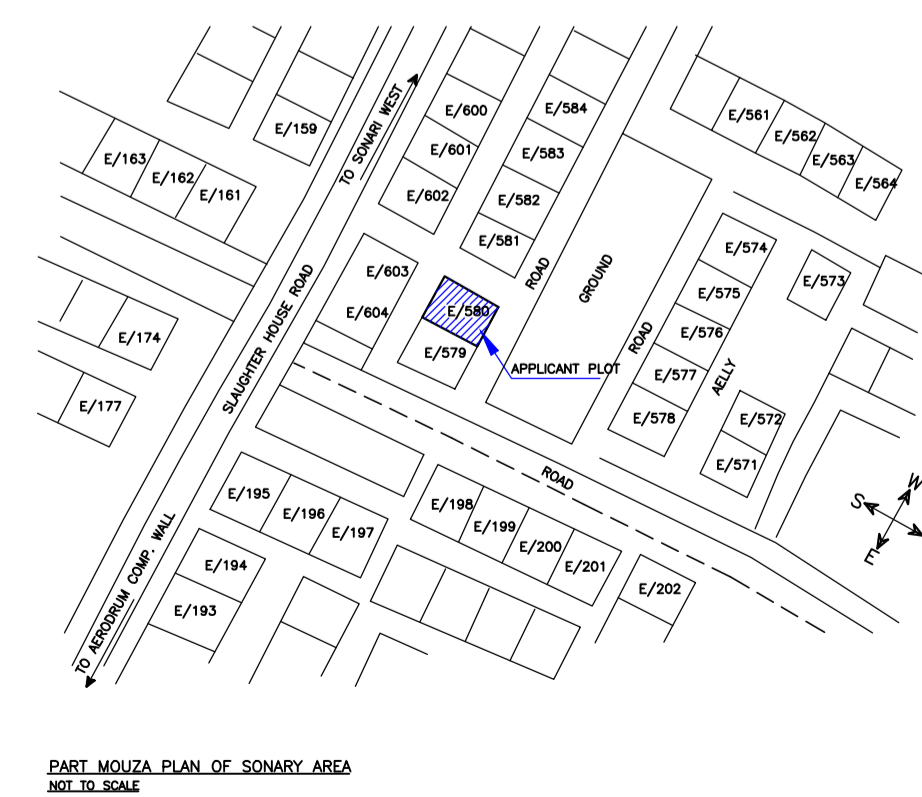 E/159
E/163
E/162
E/161
TO SONARI WEST
E/600
E/601
E/602
E/584
E/583
E/582
E/581
E/561
E/562
E/563
E/564
E/603
E/604
E/580
E/579
APPLICANT PLOT
ROAD
GROUND
ROAD
E/574
E/575
E/576
E/577
E/578
AELLY
E/573
E/572
E/571
E/174
E/177
SLAUGHTER HOUSE ROAD
ROAD
E/195
E/196
E/197
E/198
E/199
E/200
E/201
E/202
E/194
E/193
TO AERODRUM COMP. WALL
W
S
E
PART MOUZA PLAN OF SONARY AREA
NOT TO SCALE